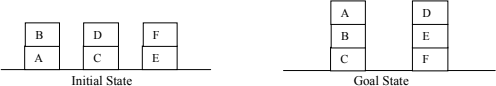 A D
B D F B E
A C E C F
Initial State Goal State